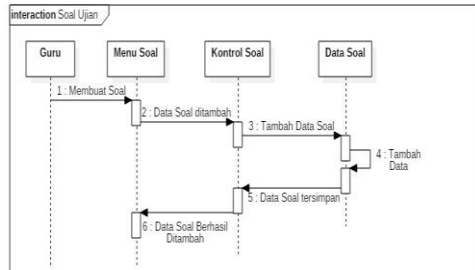 interaction Soal Ujian
Guru
Menu Soal
Kontrol Soal
Data Soal
1 : Membuat Soal
2 : Data Soal ditambah
3 : Tambah Data Soal
4 : Tambah
Data
5 : Data Soal tersimpan
6 : Data Soal Berhasil
Ditambah